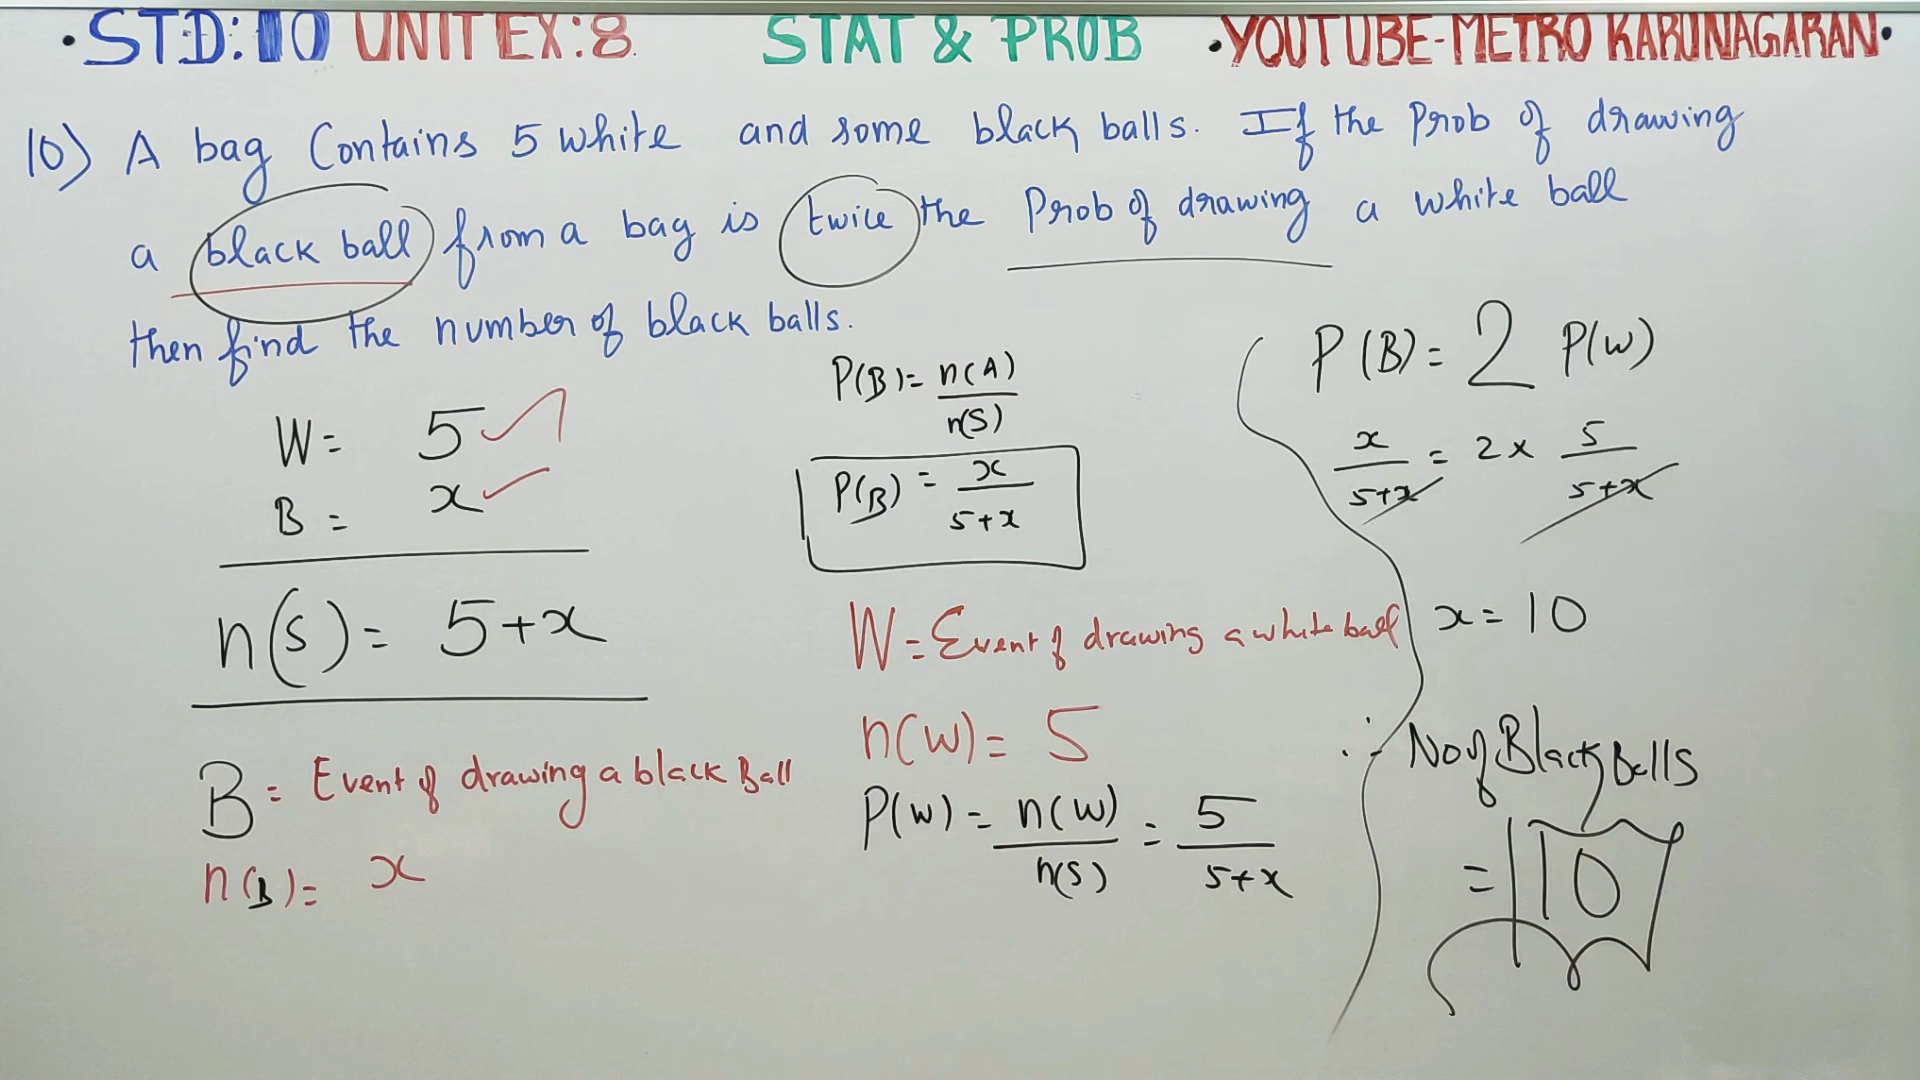 •STD:10 UNIT EX:8. STAT & PROB •YOUTUBE-METRO KARUNAGARAN•
10) A bag Contains 5 white and some black balls. If the Prob of drawing
a black ball from a bag is twice the Prob of drawing a white ball
then find the number of black balls.
W = 5
B = x
n(S) = 5+x
B = Event of drawing a black Ball
n(B) = x
P(B) = n(A)/n(S)
P(B) = x/5+x
W = Event of drawing a white ball
n(W) = 5
P(W) = n(W)/n(S) = 5/5+x
P(B) = 2 P(W)
x/5+x = 2 x 5/5+x
x = 10
∴ No of Black Balls
= 10